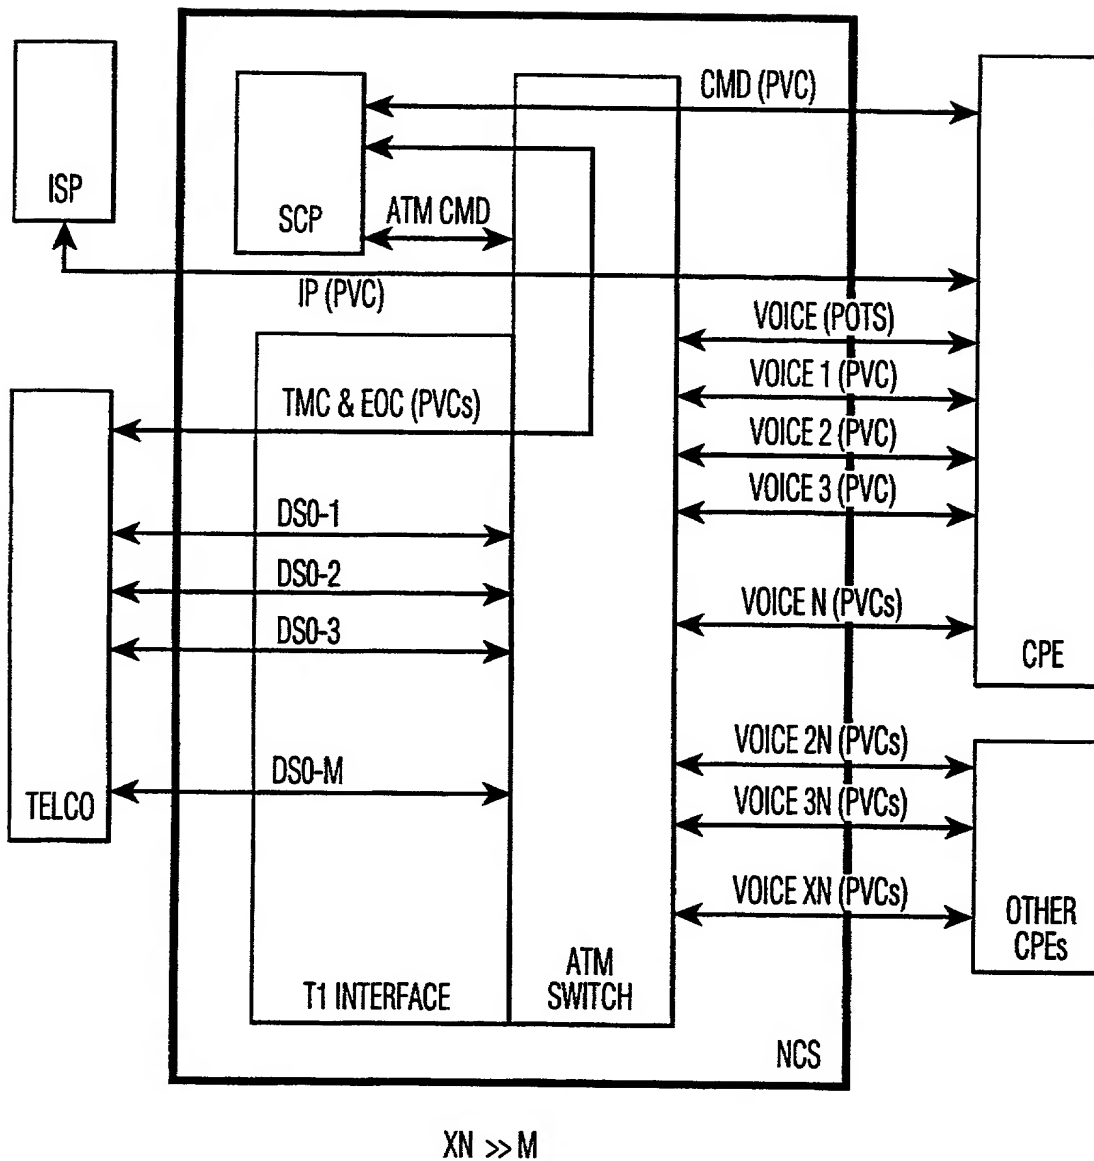 CMD (PVC)
ISP
SCP
ATM CMD
IP (PVC)
VOICE (POTS)
VOICE 1 (PVC)
TMC & EOC (PVCs)
VOICE 2 (PVC)
VOICE 3 (PVC)
DS0-1
DS0-2
VOICE N (PVCs)
DS0-3
CPE
VOICE 2N (PVCs)
DS0-M
TELCO
VOICE 3N (PVCs)
VOICE XN (PVCs)
OTHER
CPEs
ATM
SWITCH
T1 INTERFACE
NCS
XN >> M